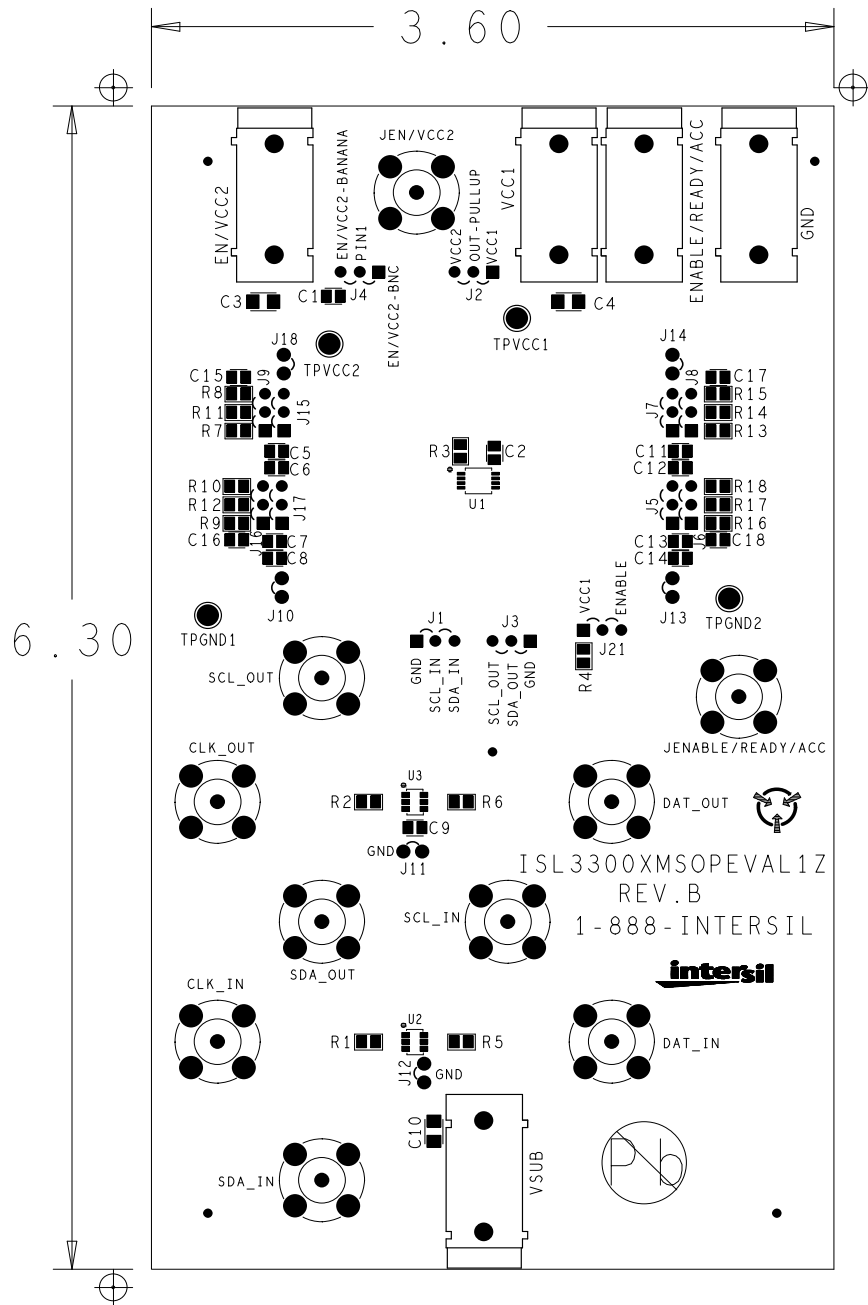 3.60
6.30
JEN/VCC2
EN/VCC2
EN/VCC2-BANANA
PIN1
EN/VCC2-BNC
VCC2
OUT-PULLUP
VCC1
VCC1
ENABLE/READY/ACC
GND
C3
C1
J4
J2
C4
TPVCC2
TPVCC1
J18
J14
C15
J9
R8
R11
J15
R7
C5
C6
R3
C2
U1
J7
J8
C17
R15
R14
R13
C11
C12
R10
R12
J17
R9
C16
J16
C7
C8
J10
J5
R18
R17
R16
J6
C13
C18
C14
J13
TPGND1
TPGND2
J1
GND
SCL_IN
SDA_IN
J3
SCL_OUT
SDA_OUT
GND
VCC1
ENABLE
J21
R4
SCL_OUT
JENABLE/READY/ACC
CLK_OUT
U3
R2
R6
C9
GND
J11
DAT_OUT
ISL3300XMSOPEVAL1Z
REV.B
1-888-INTERSIL
intersil
SCL_IN
SDA_OUT
CLK_IN
U2
R1
R5
J12
GND
DAT_IN
C10
VSUB
SDA_IN
Pb